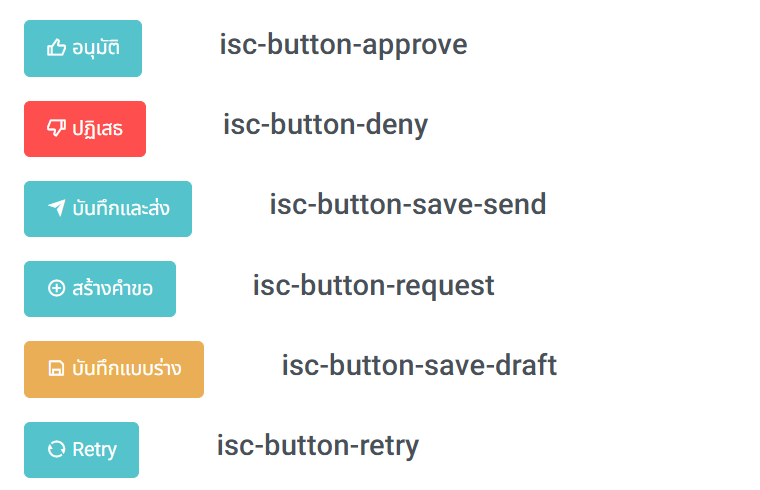 อนุมัติ isc-button-approve
ปฏิเสธ isc-button-deny
บันทึกและส่ง isc-button-save-send
สร้างคำขอ isc-button-request
บันทึกแบบร่าง isc-button-save-draft
Retry isc-button-retry